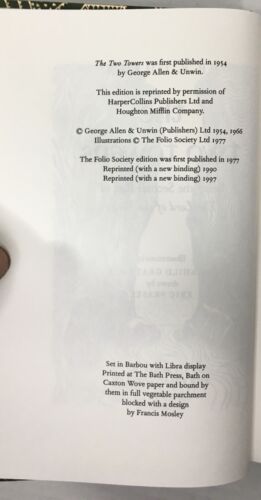 The Two Towers was first published in 1954
by George Allen & Unwin.
This edition is reprinted by permission of
HarperCollins Publishers Ltd and
Houghton Mifflin Company.
© George Allen & Unwin (Publishers) Ltd 1954, 1966
Illustrations © The Folio Society Ltd 1977
The Folio Society edition was first published in 1977
Reprinted (with a new binding) 1990
Reprinted (with a new binding) 1997
Set in Barbou with Libra display
Printed at The Bath Press, Bath on
Caxton Wove paper and bound by
them in full vegetable parchment
blocked with a design
by Francis Mosley